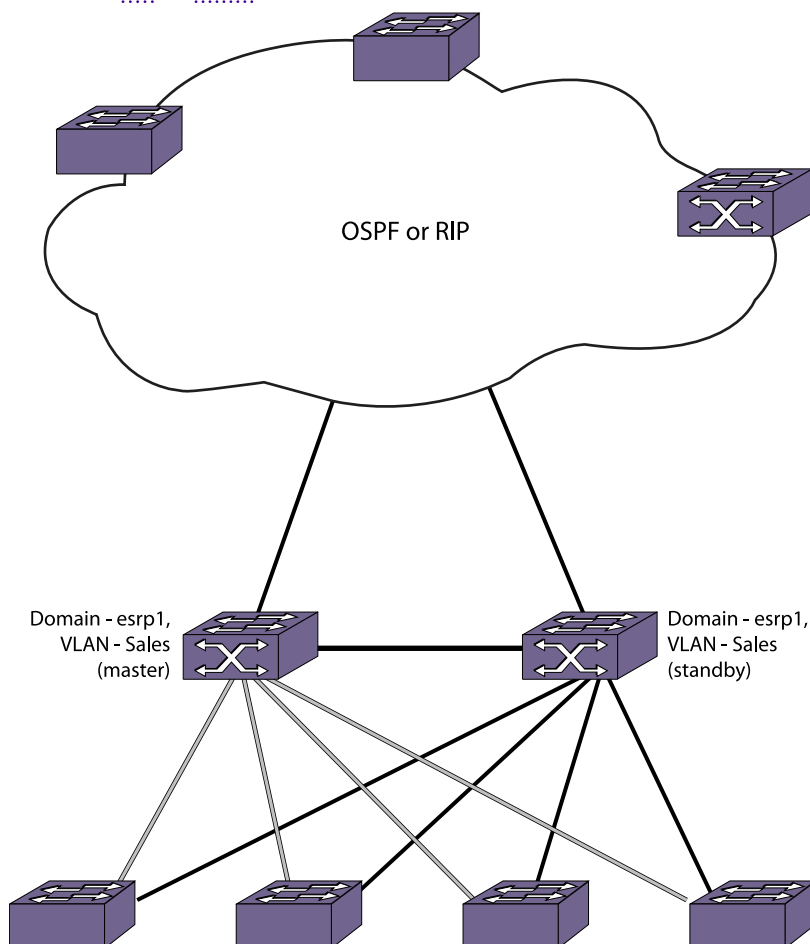 OSPF or RIP
Domain - esrp1,
VLAN - Sales
(master)
Domain - esrp1,
VLAN - Sales
(standby)